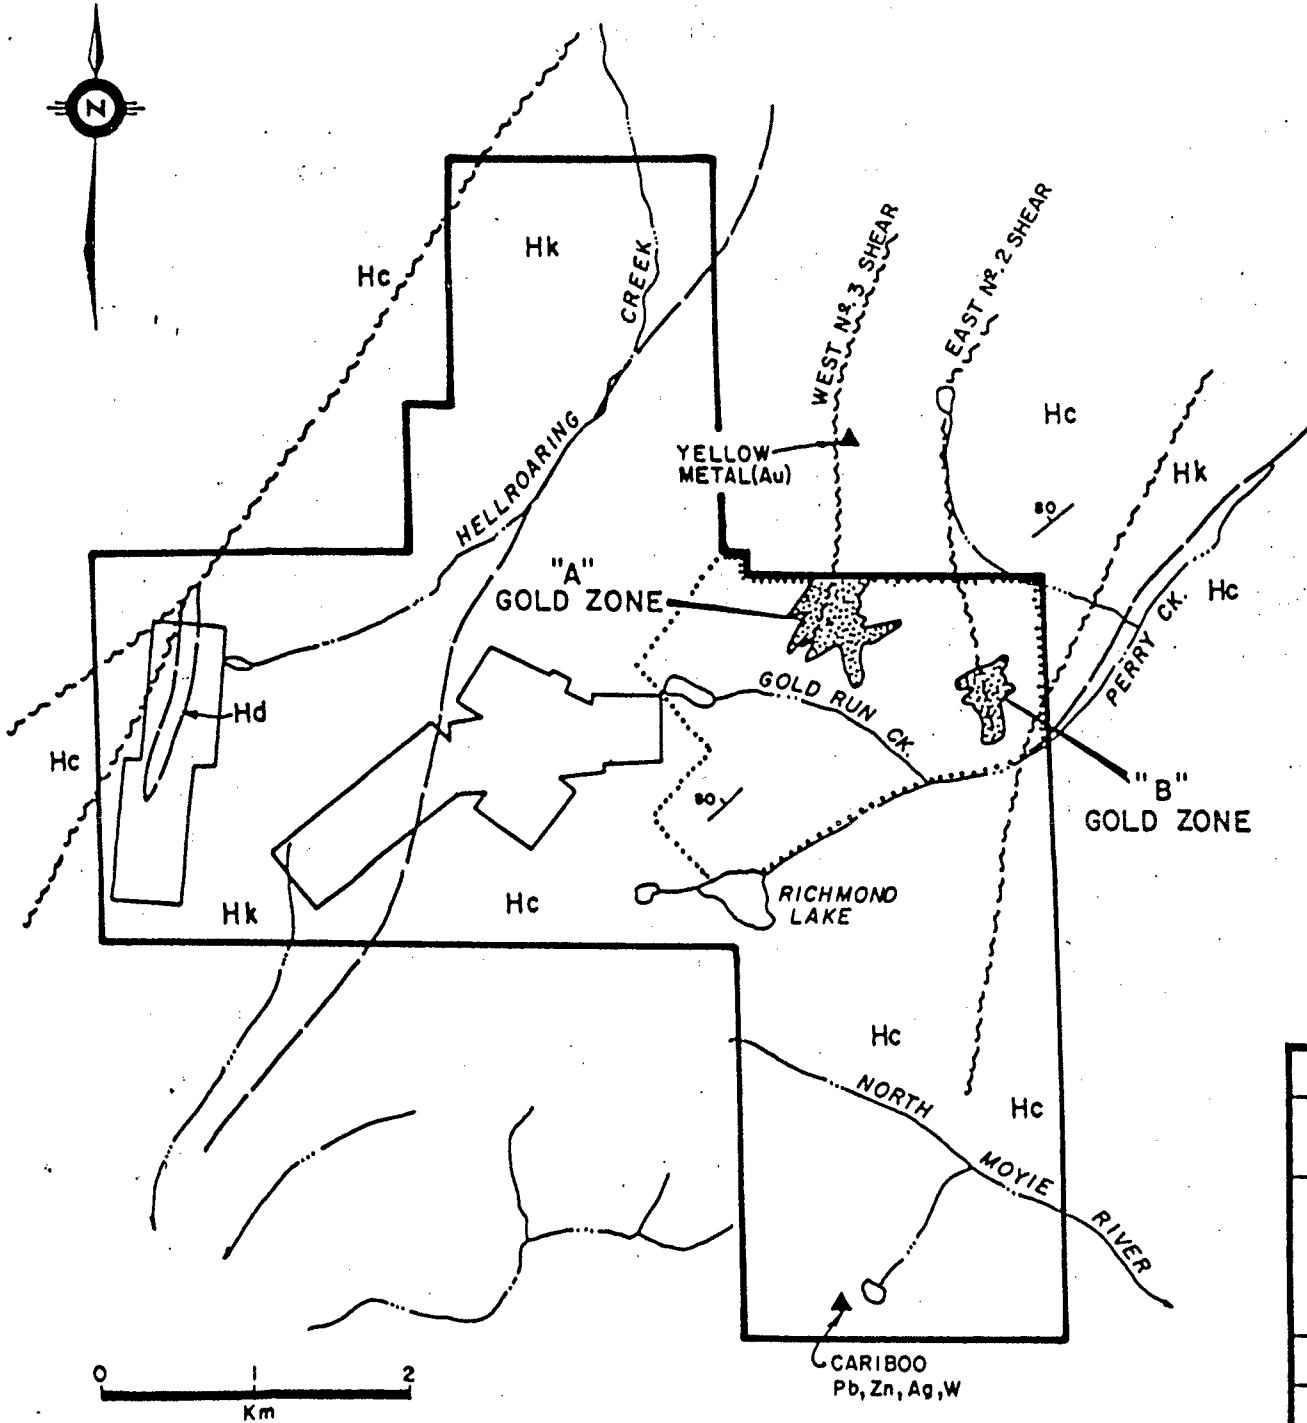 N
Hk
Hc
CREEK
WEST Nº. 3 SHEAR
EAST Nº. 2 SHEAR
Hc
YELLOW
METAL(Au)
Hk
HELLROARING
80
"A"
GOLD ZONE
Hc
PERRY CK.
GOLD RUN CK.
Hd
Hc
"B"
GOLD ZONE
80
RICHMOND
LAKE
Hk
Hc
Hc
NORTH MOYIE RIVER
Hc
CARIBOO
Pb, Zn, Ag, W
0 1 2
Km